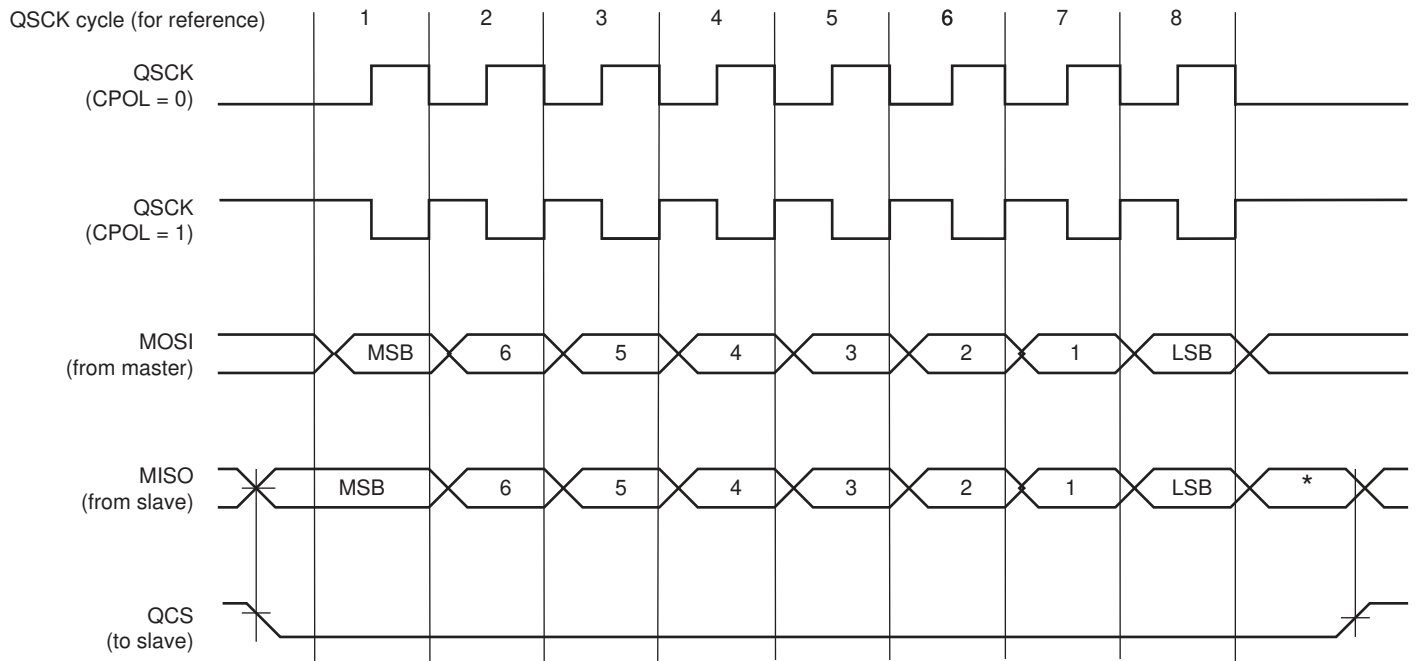 QSCK cycle (for reference) 1 2 3 4 5 6 7 8
QSCK
(CPOL = 0)
QSCK
(CPOL = 1)
MOSI
(from master)
MSB 6 5 4 3 2 1 LSB
MISO
(from slave)
MSB 6 5 4 3 2 1 LSB *
QCS
(to slave)